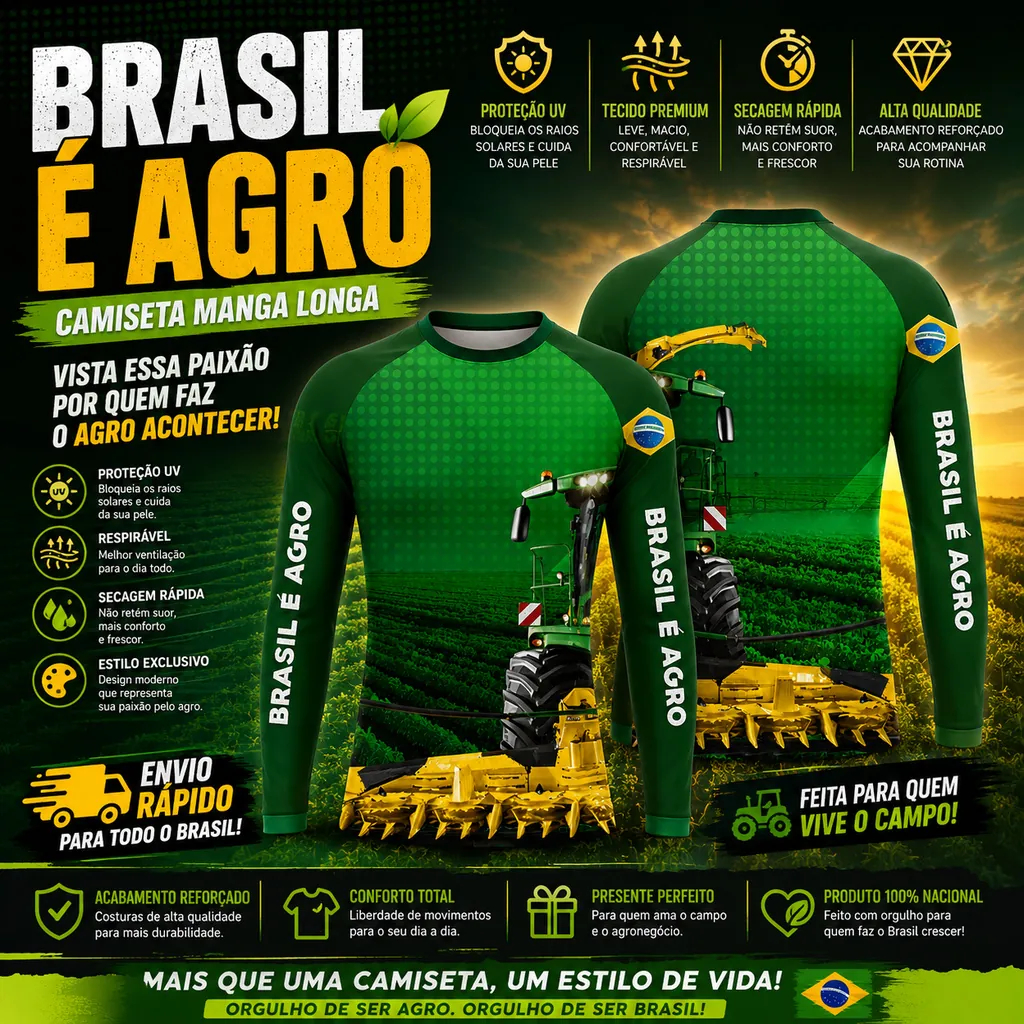 BRASIL
É AGRO
CAMISETA MANGA LONGA
VISTA ESSA PAIXÃO
POR QUEM FAZ
O AGRO ACONTECER!
PROTEÇÃO UV
BLOQUEIA OS RAIOS
SOLARES E CUIDA
DA SUA PELE
TECIDO PREMIUM
LEVE, MACIO,
CONFORTÁVEL E
RESPIRÁVEL
SECAGEM RÁPIDA
NÃO RETÉM SUOR,
MAIS CONFORTO
E FRESCOR
ALTA QUALIDADE
ACABAMENTO REFORÇADO
PARA ACOMPANHAR
SUA ROTINA
UV
PROTEÇÃO UV
Bloqueia os raios
solares e cuida
da sua pele.
RESPIRÁVEL
Melhor ventilação
para o dia todo.
SECAGEM RÁPIDA
Não retém suor,
mais conforto
e frescor.
ESTILO EXCLUSIVO
Design moderno
que representa
sua paixão pelo agro.
BRASIL É AGRO
BRASIL É AGRO
BRASIL É AGRO
ENVIO
RÁPIDO
PARA TODO O BRASIL!
FEITA PARA QUEM
VIVE O CAMPO!
ACABAMENTO REFORÇADO
Costuras de alta qualidade
para mais durabilidade.
CONFORTO TOTAL
Liberdade de movimentos
para o seu dia a dia.
PRESENTE PERFEITO
Para quem ama o campo
e o agronegócio.
PRODUTO 100% NACIONAL
Feito com orgulho para
quem faz o Brasil crescer!
MAIS QUE UMA CAMISETA, UM ESTILO DE VIDA!
ORGULHO DE SER AGRO. ORGULHO DE SER BRASIL!